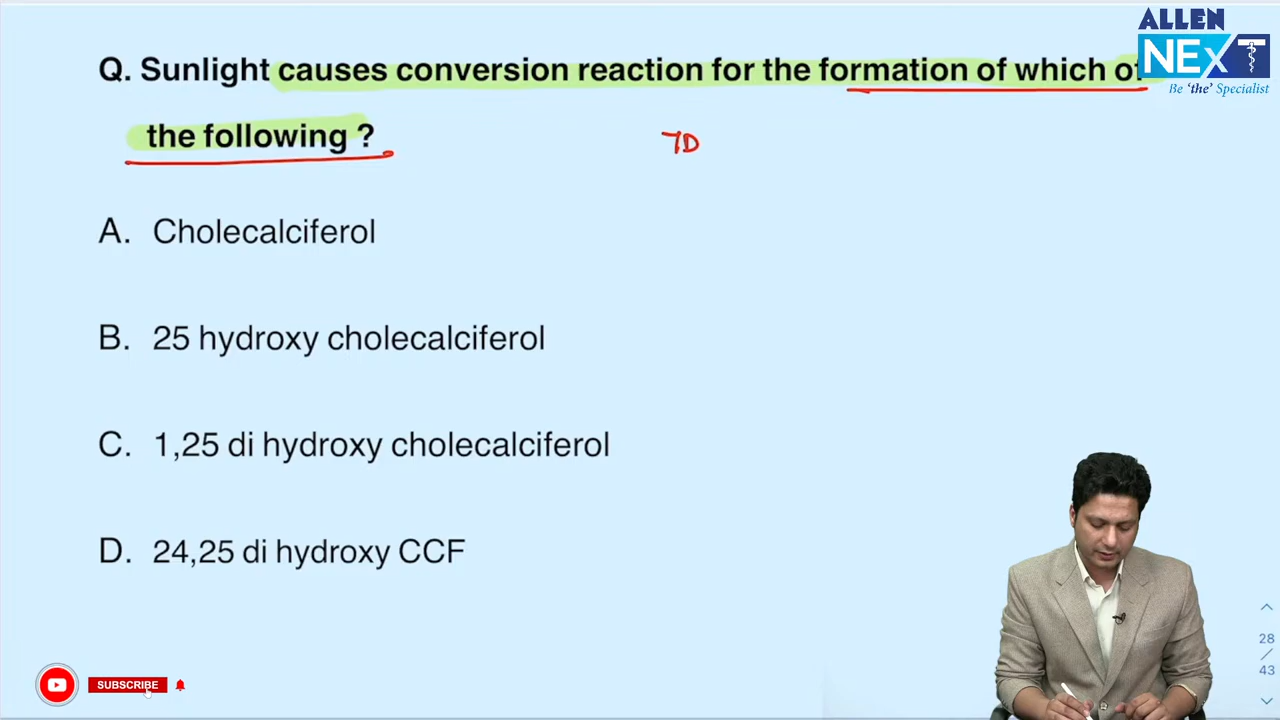 ALLEN
NEXT
Be 'the' Specialist
Q. Sunlight causes conversion reaction for the formation of which of
the following ?
7D
A. Cholecalciferol
B. 25 hydroxy cholecalciferol
C. 1,25 di hydroxy cholecalciferol
D. 24,25 di hydroxy CCF
28
/
43
SUBSCRIBE